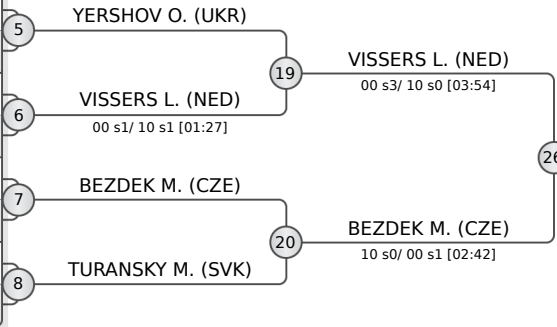 YERSHOV O. (UKR)
5
19
VISSERS L. (NED)
00 s3/ 10 s0 [03:54]
VISSERS L. (NED)
6
00 s1/ 10 s1 [01:27]
26
BEZDEK M. (CZE)
7
20
BEZDEK M. (CZE)
10 s0/ 00 s1 [02:42]
TURANSKY M. (SVK)
8